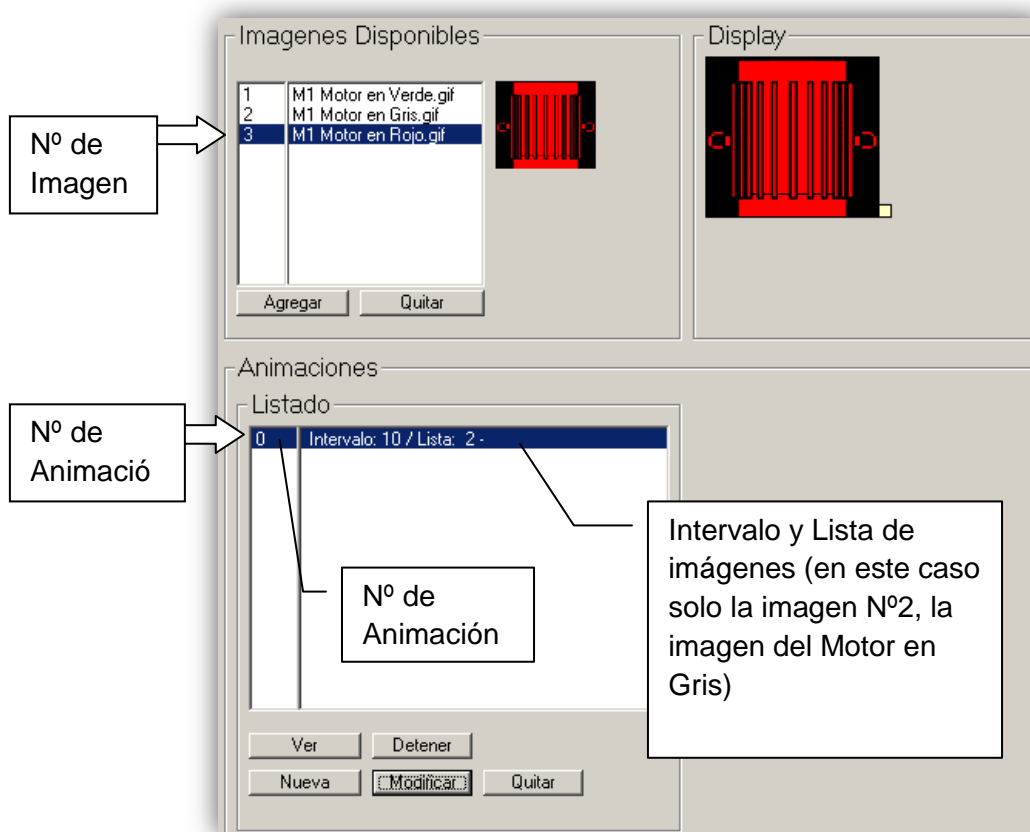 Imagenes Disponibles
Display
1 M1 Motor en Verde.gif
2 M1 Motor en Gris.gif
3 M1 Motor en Rojo.gif
Nº de
Imagen
Agregar
Quitar
Animaciones
Listado
Nº de
Animació
0 Intervalo: 10 / Lista: 2 -
Intervalo y Lista de
imágenes (en este caso
solo la imagen Nº2, la
imagen del Motor en
Gris)
Nº de
Animación
Ver
Detener
Nueva
Modificar
Quitar